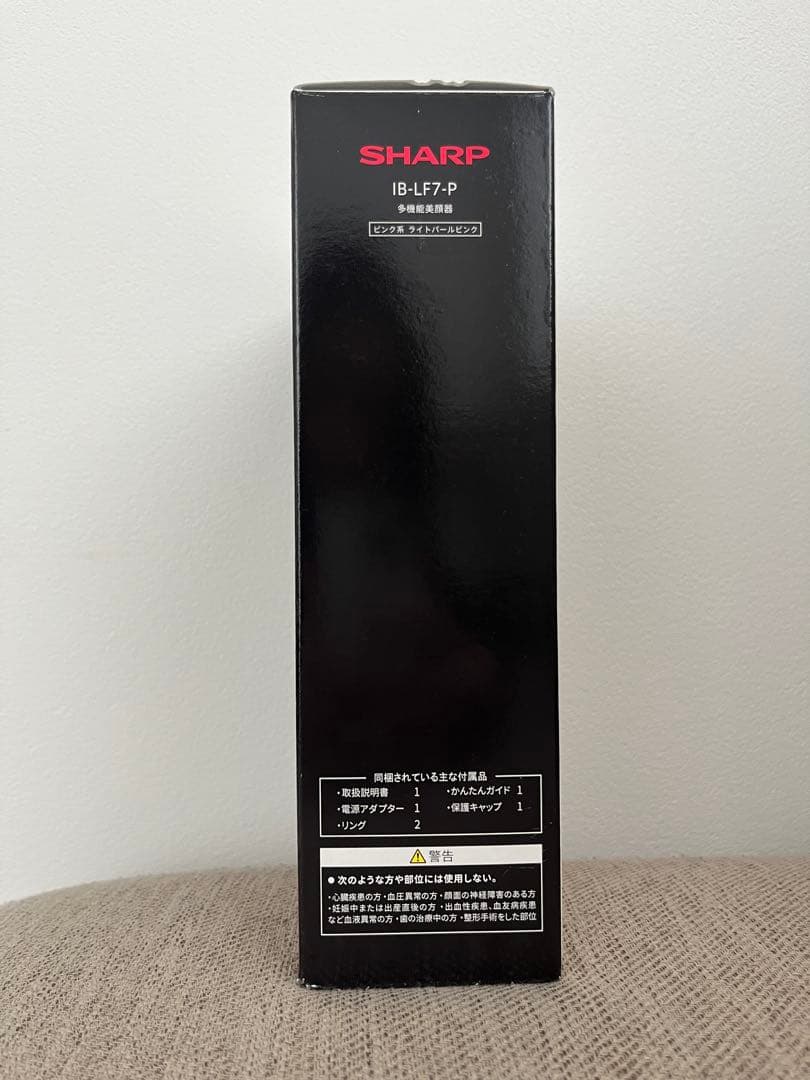 SHARP
IB-LF7-P
多機能美顔器
ピンク系 ライトパールピンク
同梱されている主な付属品
・取扱説明書 1 ・かんたんガイド 1
・電源アダプター 1 ・保護キャップ 1
・リング 2
警告
● 次のような方や部位には使用しない。
・心臓疾患の方・血圧異常の方・顔面の神経障害のある方
・妊娠中または出産直後の方・出血性疾患、血友病疾患
など血液異常の方・歯の治療中の方・整形手術をした部位